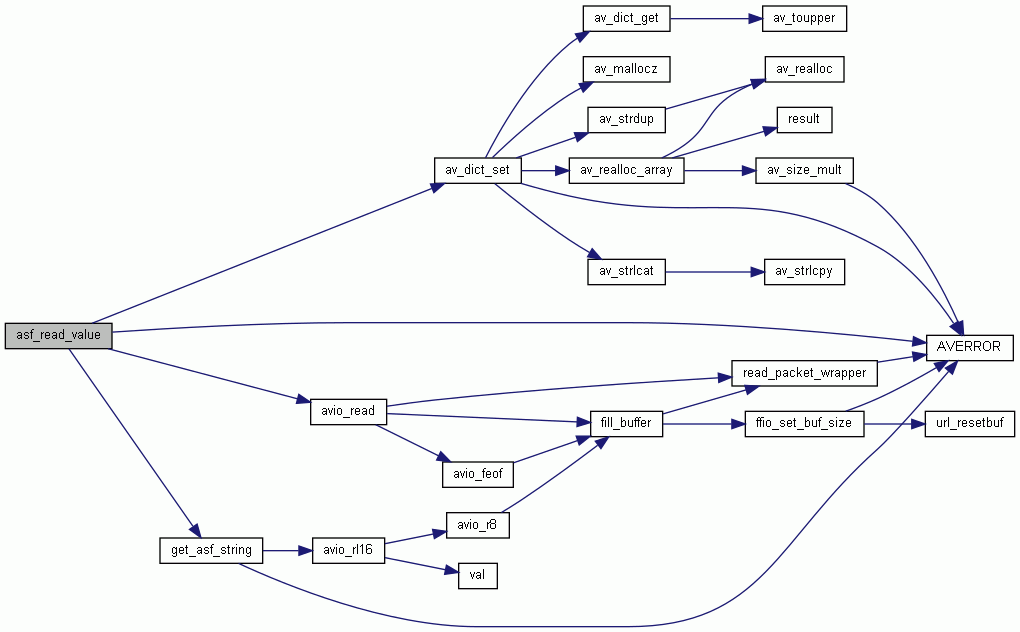 av_dict_get
av_toupper
av_mallocz
av_realloc
av_strdup
result
av_dict_set
av_realloc_array
av_size_mult
av_strlcat
av_strlcpy
asf_read_value
AVERROR
read_packet_wrapper
avio_read
fill_buffer
ffio_set_buf_size
url_resetbuf
avio_feof
avio_r8
get_asf_string
avio_rl16
val